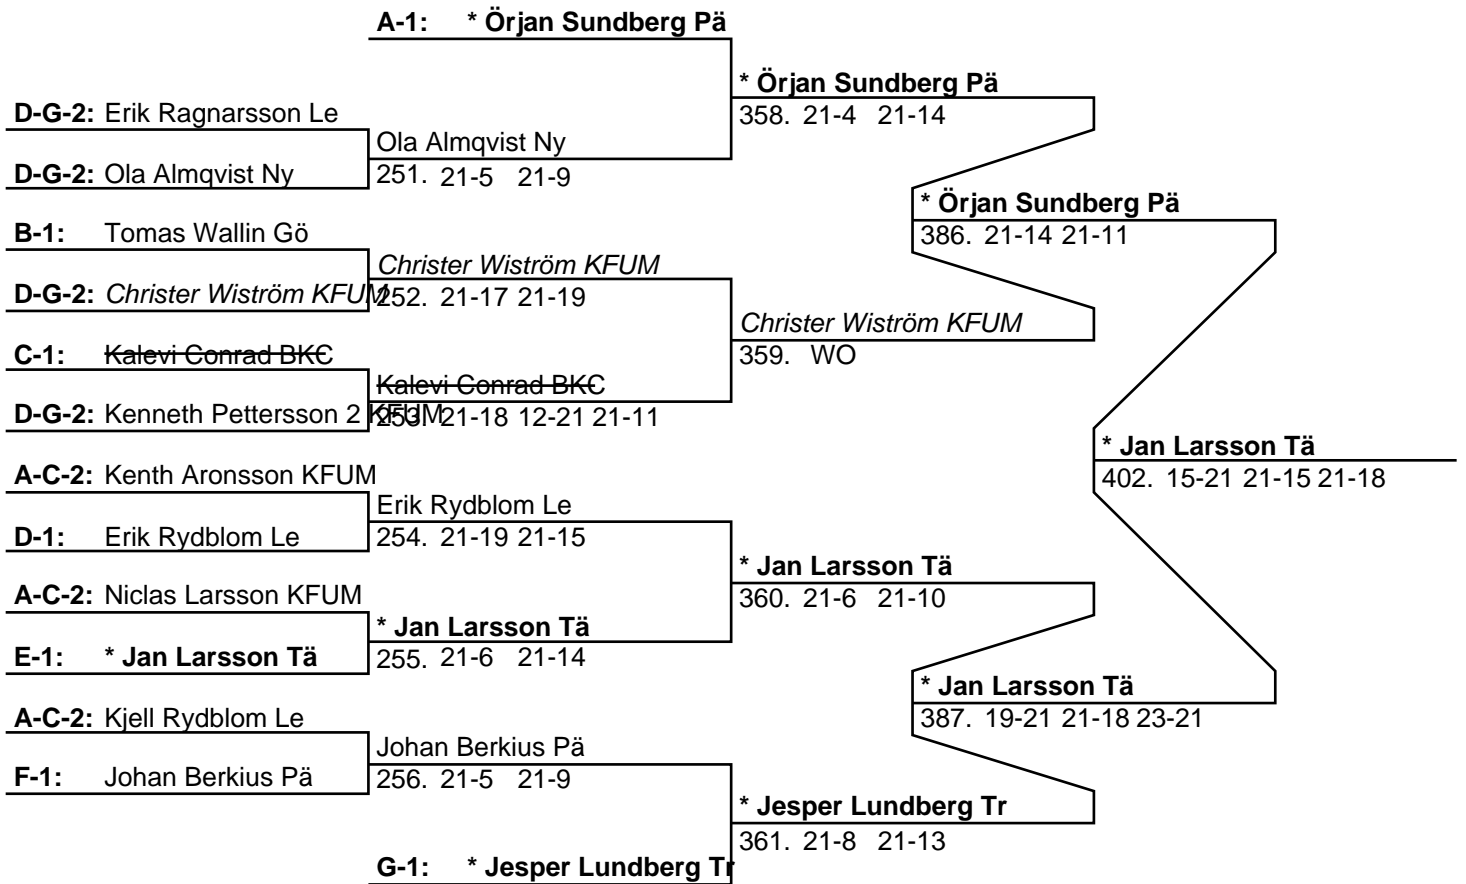 A-1: * Örjan Sundberg Pä
* Örjan Sundberg Pä
358. 21-4 21-14
D-G-2: Erik Ragnarsson Le
Ola Almqvist Ny
251. 21-5 21-9
D-G-2: Ola Almqvist Ny
* Örjan Sundberg Pä
386. 21-14 21-11
B-1: Tomas Wallin Gö
Christer Wiström KFUM
252. 21-17 21-19
D-G-2: Christer Wiström KFUM
Christer Wiström KFUM
359. WO
C-1: Kalevi Conrad BKC
Kalevi Conrad BKC
253. 21-18 12-21 21-11
D-G-2: Kenneth Pettersson 2 KFUM
* Jan Larsson Tä
402. 15-21 21-15 21-18
A-C-2: Kenth Aronsson KFUM
Erik Rydblom Le
254. 21-19 21-15
D-1: Erik Rydblom Le
* Jan Larsson Tä
360. 21-6 21-10
A-C-2: Niclas Larsson KFUM
* Jan Larsson Tä
255. 21-6 21-14
E-1: * Jan Larsson Tä
* Jan Larsson Tä
387. 19-21 21-18 23-21
A-C-2: Kjell Rydblom Le
Johan Berkius Pä
256. 21-5 21-9
F-1: Johan Berkius Pä
* Jesper Lundberg Tr
361. 21-8 21-13
G-1: * Jesper Lundberg Tr